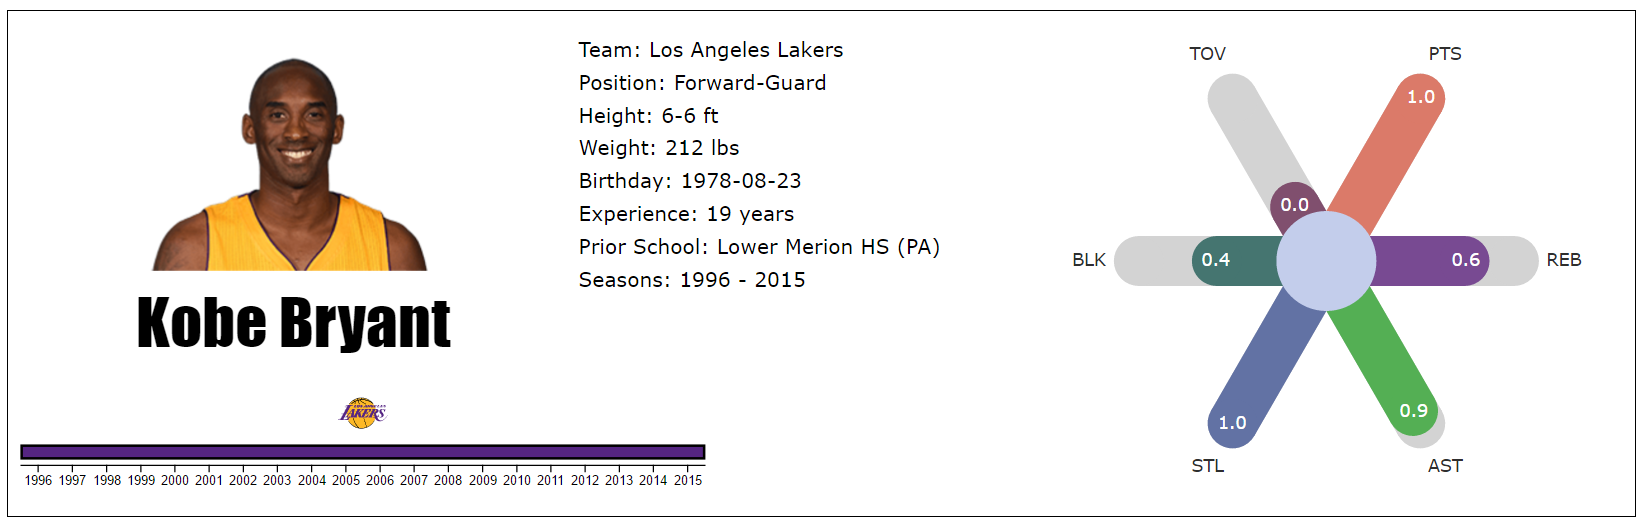 Team: Los Angeles Lakers
Position: Forward-Guard
Height: 6-6 ft
Weight: 212 lbs
Birthday: 1978-08-23
Experience: 19 years
Prior School: Lower Merion HS (PA)
Seasons: 1996 - 2015
Kobe Bryant
LOS ANGELES
LAKERS
1996 1997 1998 1999 2000 2001 2002 2003 2004 2005 2006 2007 2008 2009 2010 2011 2012 2013 2014 2015
TOV PTS
1.0
0.0
BLK 0.4 0.6 REB
0.9
1.0
STL AST